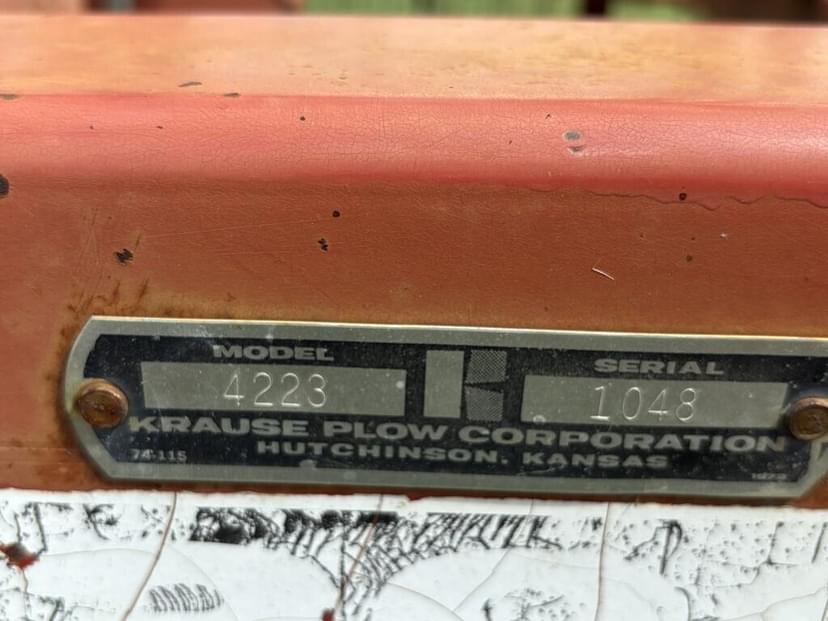 MODEL
SERIAL
4223
1048
KRAUSE PLOW CORPORATION
HUTCHINSON, KANSAS
74-115